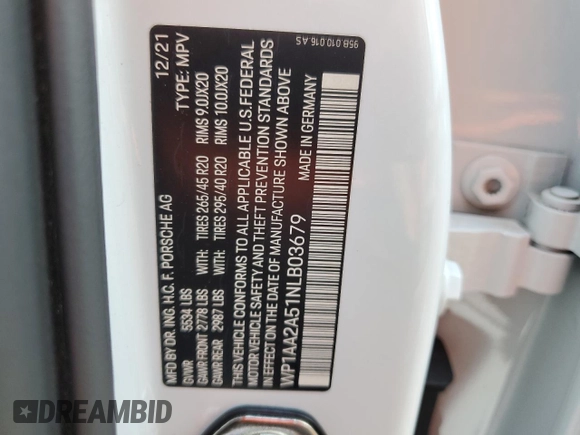 MFD BY DR. ING. H.C. F. PORSCHE AG 12/21
GVWR 5534 LBS TYPE: MPV
GAWR FRONT 2778 LBS WITH: TIRES 265/45 R20 RIMS 9.0JX20
GAWR REAR 2987 LBS WITH: TIRES 295/40 R20 RIMS 10.0JX20
THIS VEHICLE CONFORMS TO ALL APPLICABLE U.S. FEDERAL
MOTOR VEHICLE SAFETY AND THEFT PREVENTION STANDARDS
IN EFFECT ON THE DATE OF MANUFACTURE SHOWN ABOVE
WP1AA2A51NLB03679 MADE IN GERMANY
95B.010.016.AS
DREAMBID